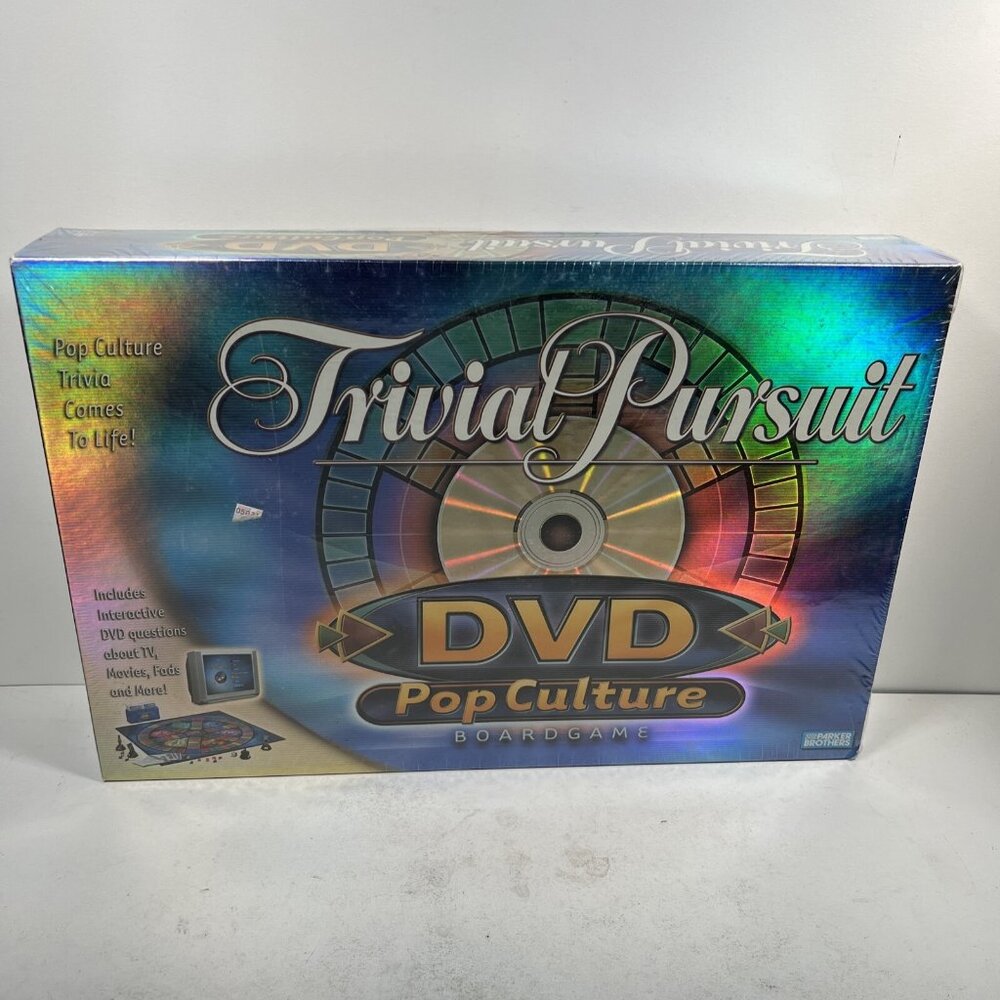 DVD
Trivial Pursuit
Pop Culture
Trivia
Comes
To Life!
Trivial Pursuit
Includes
Interactive
DVD questions
about TV,
Movies, Fads
and More!
DVD
Pop Culture
BOARDGAME
PARKER
BROTHERS